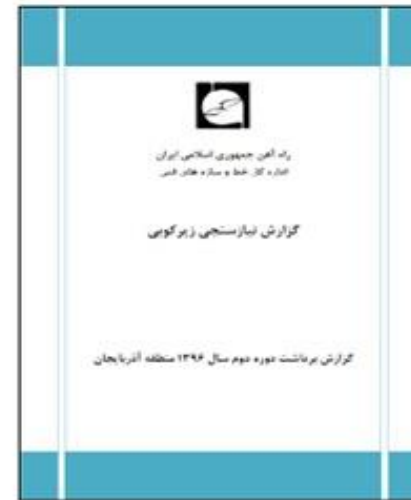 راه آهن جمهوری اسلامی ایران
اداره کل خط و سازه های فنی
گزارش نیازسنجی زیرکوبی
گزارش برداشت دوره دوم سال ۱۳۹۶ منطقه آذربایجان